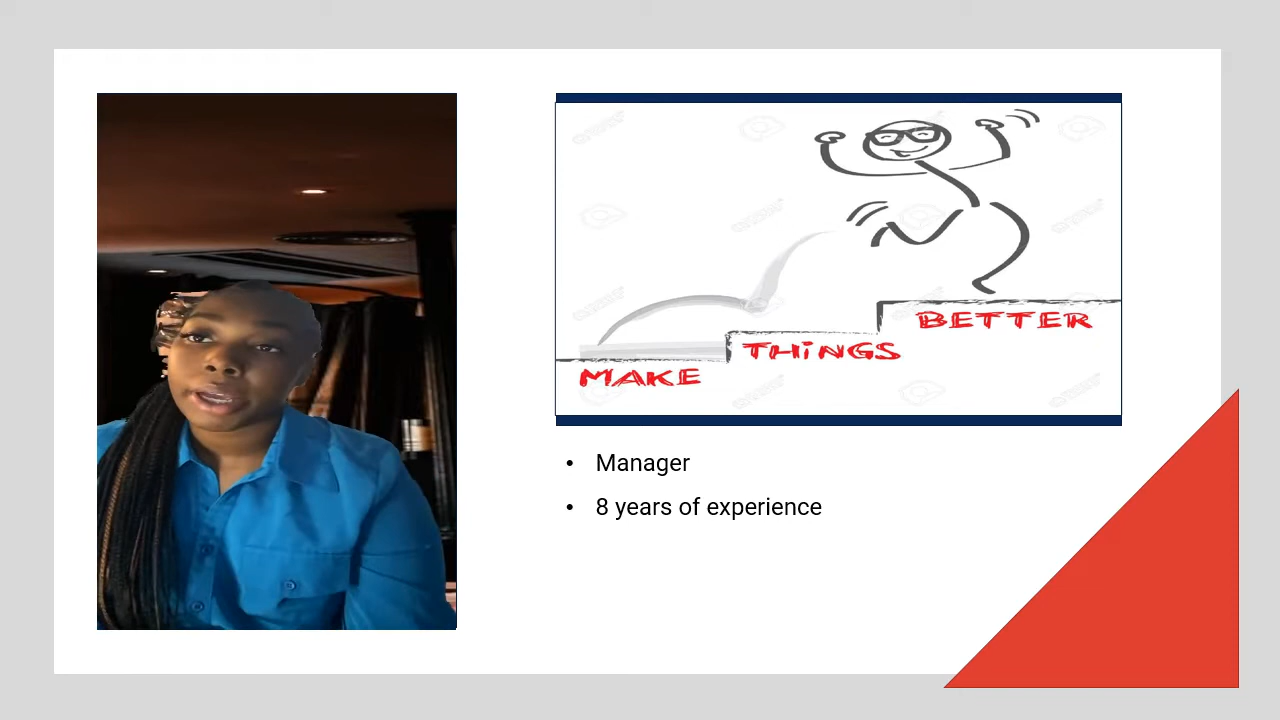 MAKE
THiNGS
BETTER
• Manager
• 8 years of experience